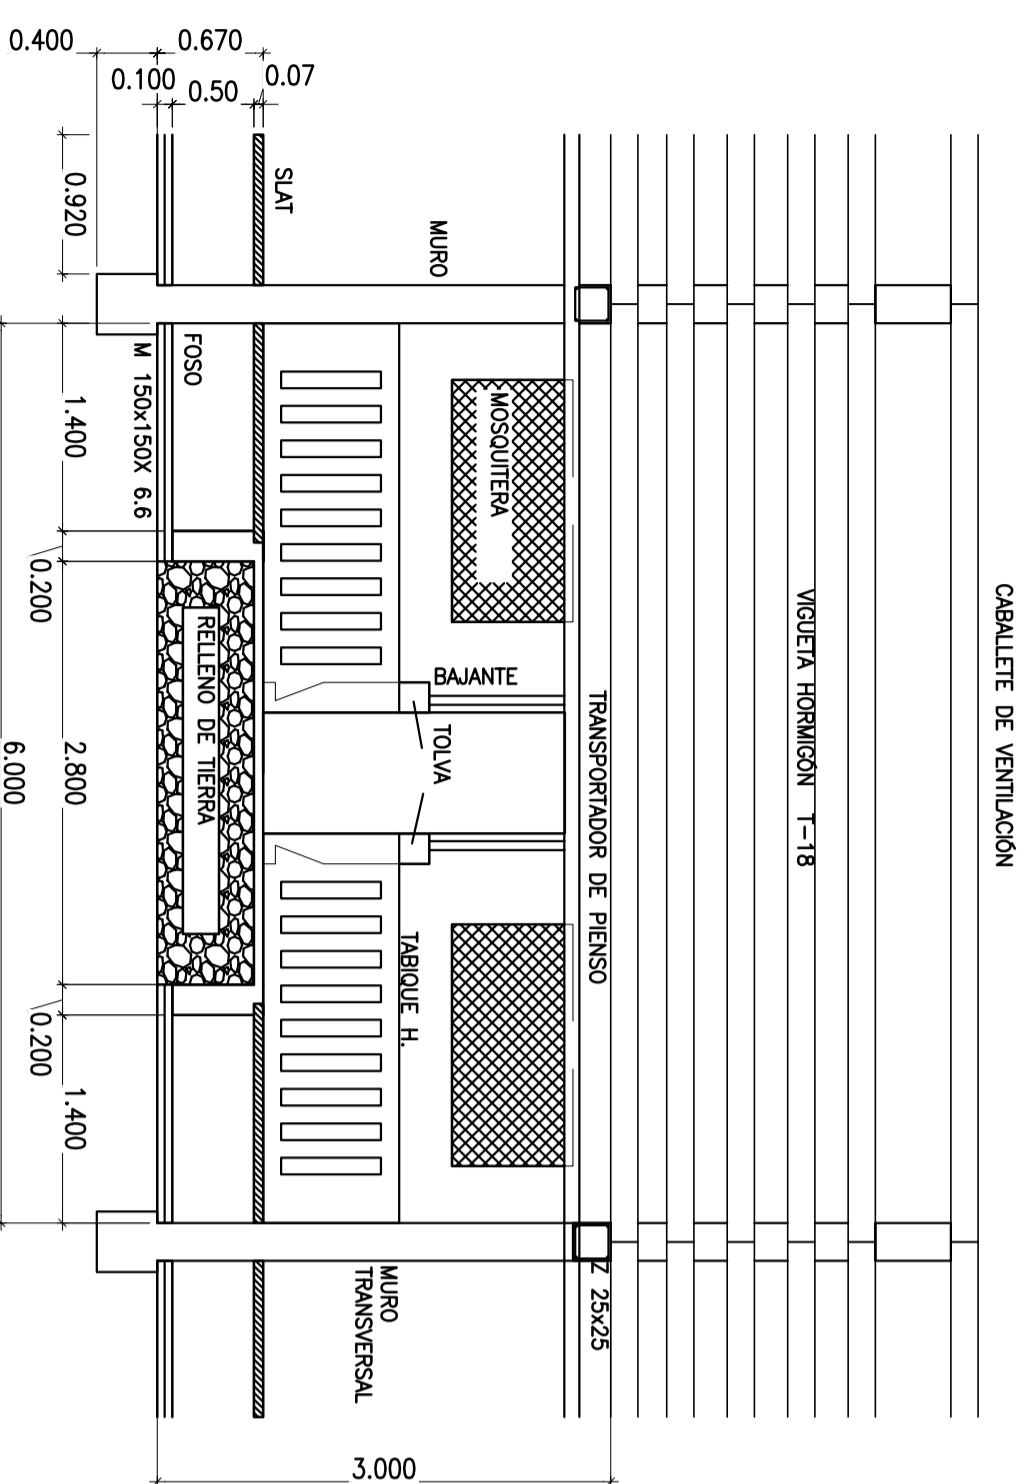 CABALLETE DE VENTILACIÓN
VIGUETA HORMIGÓN T-18
TRANSPORTADOR DE PIENSO
Z 25x25
MOSQUITERA
MURO
BAJANTE
TOLVA
TABIQUE H.
MURO
TRANSVERSAL
SLAT
FOSO
RELLENO DE TIERRA
M 150x150X 6.6
0.400
0.670
0.100
0.50
0.07
3.000
0.920
1.400
0.200
2.800
0.200
1.400
6.000